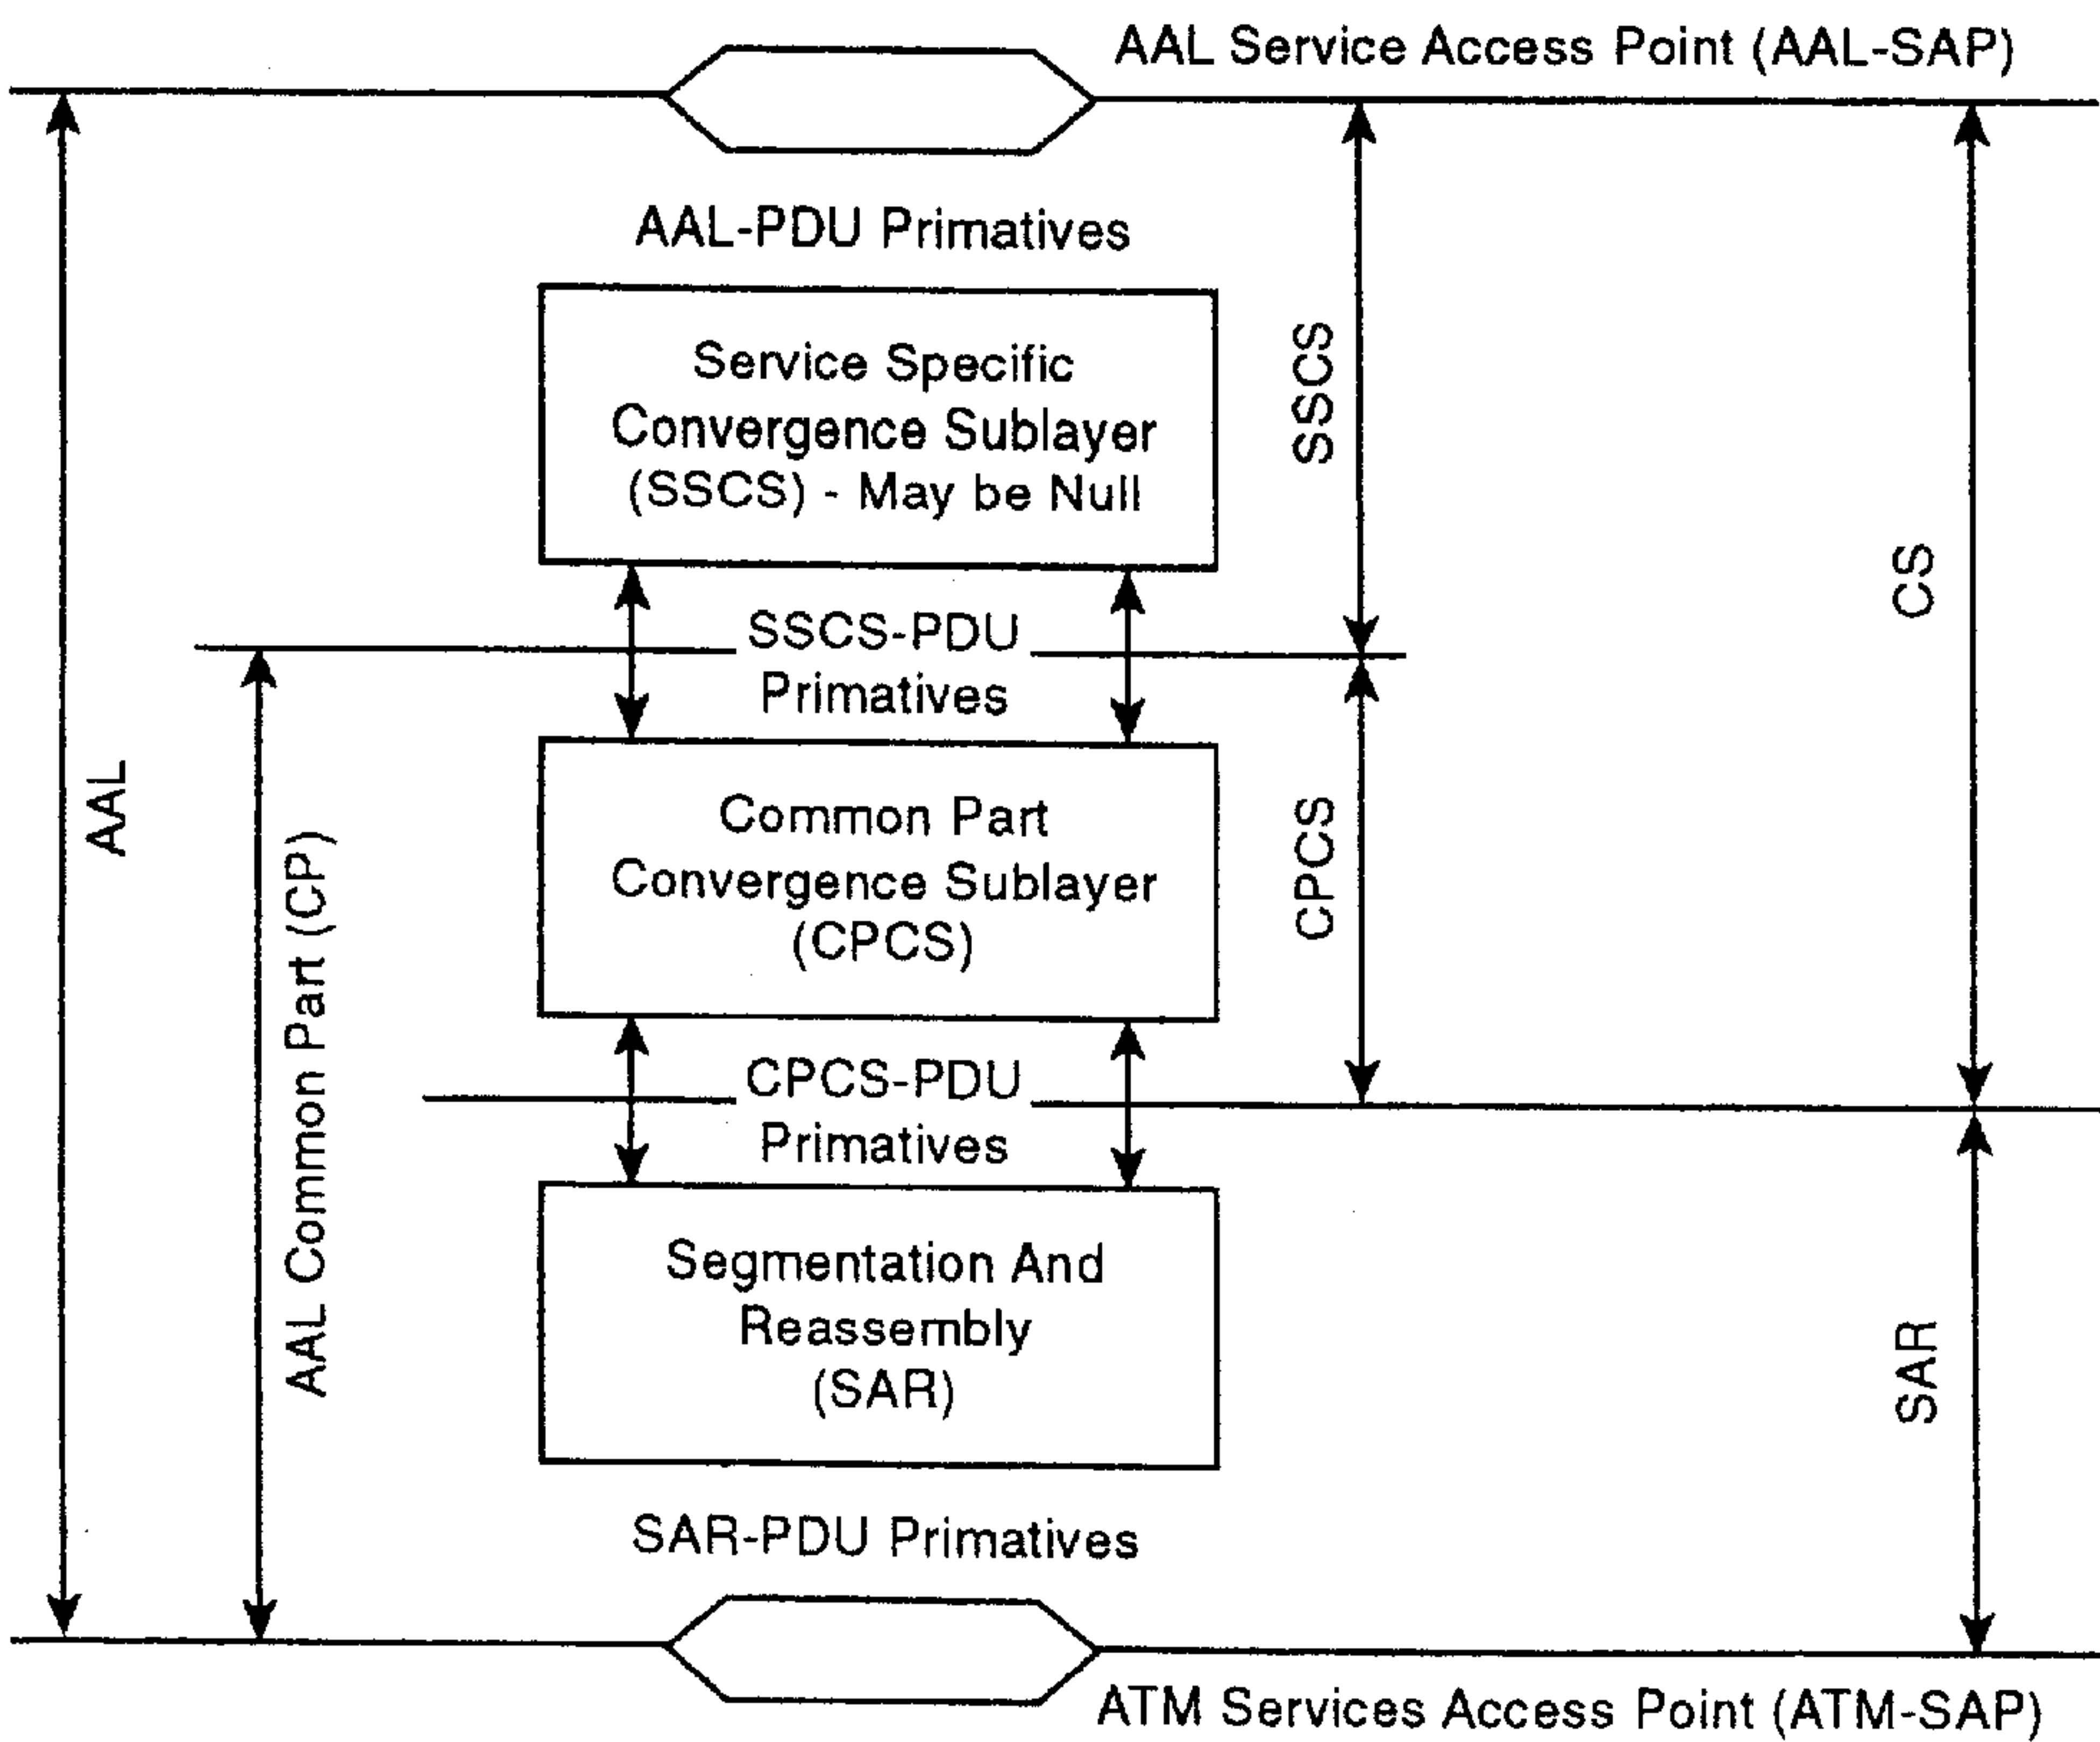 AAL Service Access Point (AAL-SAP)
AAL-PDU Primatives
Service Specific
Convergence Sublayer
(SSCS) - May be Null
SSCS
CS
SSCS-PDU
Primatives
AAL
AAL Common Part (CP)
Common Part
Convergence Sublayer
(CPCS)
CPCS
CPCS-PDU
Primatives
Segmentation And
Reassembly
(SAR)
SAR
SAR-PDU Primatives
ATM Services Access Point (ATM-SAP)